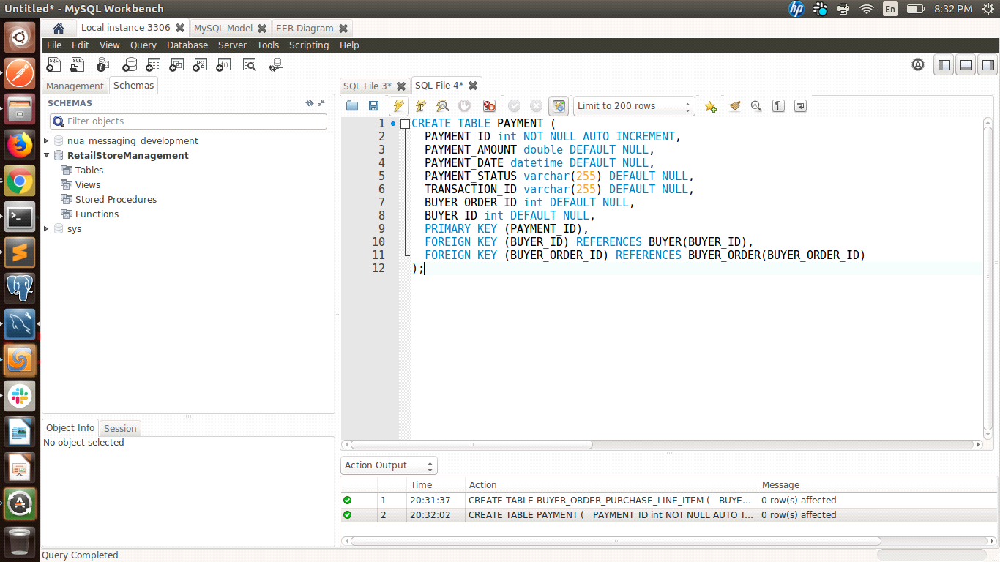 Untitled* - MySQL Workbench
En
8:32 PM
Local instance 3306
MySQL Model
EER Diagram
File Edit View Query Database Server Tools Scripting Help
Management
Schemas
SQL File 3*
SQL File 4*
SCHEMAS
Filter objects
nua_messaging_development
RetailStoreManagement
Tables
Views
Stored Procedures
Functions
sys
Limit to 200 rows
1 CREATE TABLE PAYMENT (
2 PAYMENT_ID int NOT NULL AUTO_INCREMENT,
3 PAYMENT_AMOUNT double DEFAULT NULL,
4 PAYMENT_DATE datetime DEFAULT NULL,
5 PAYMENT_STATUS varchar(255) DEFAULT NULL,
6 TRANSACTION_ID varchar(255) DEFAULT NULL,
7 BUYER_ORDER_ID int DEFAULT NULL,
8 BUYER_ID int DEFAULT NULL,
9 PRIMARY KEY (PAYMENT_ID),
10 FOREIGN KEY (BUYER_ID) REFERENCES BUYER(BUYER_ID),
11 FOREIGN KEY (BUYER_ORDER_ID) REFERENCES BUYER_ORDER(BUYER_ORDER_ID)
12 );
Object Info
Session
No object selected
Action Output
Time Action Message
1 20:31:37 CREATE TABLE BUYER_ORDER_PURCHASE_LINE_ITEM ( BUYE... 0 row(s) affected
2 20:32:02 CREATE TABLE PAYMENT ( PAYMENT_ID int NOT NULL AUTO_I... 0 row(s) affected
Query Completed